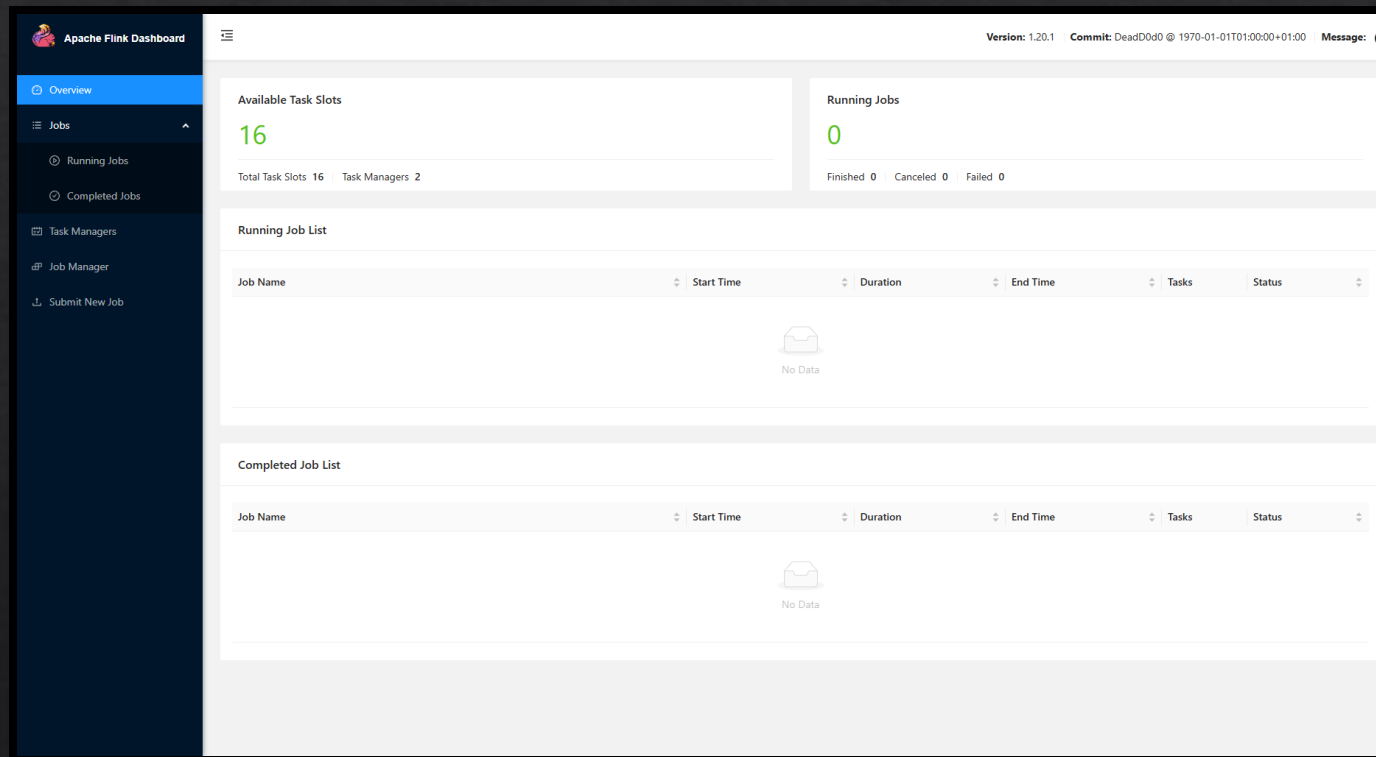 Apache Flink Dashboard
Version: 1.20.1 Commit: DeadD0d0 @ 1970-01-01T01:00:00+01:00 Message:
Overview
Jobs
Running Jobs
Completed Jobs
Task Managers
Job Manager
Submit New Job
Available Task Slots
16
Total Task Slots 16 Task Managers 2
Running Jobs
0
Finished 0 Canceled 0 Failed 0
Running Job List
Job Name Start Time Duration End Time Tasks Status
No Data
Completed Job List
Job Name Start Time Duration End Time Tasks Status
No Data